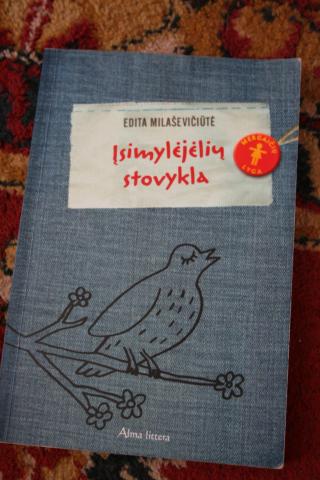 EDITA MILAŠEVIČIŪTĖ
Įsimylėjėlių
stovykla
MERGAIČIŲ
LYGA
Alma littera